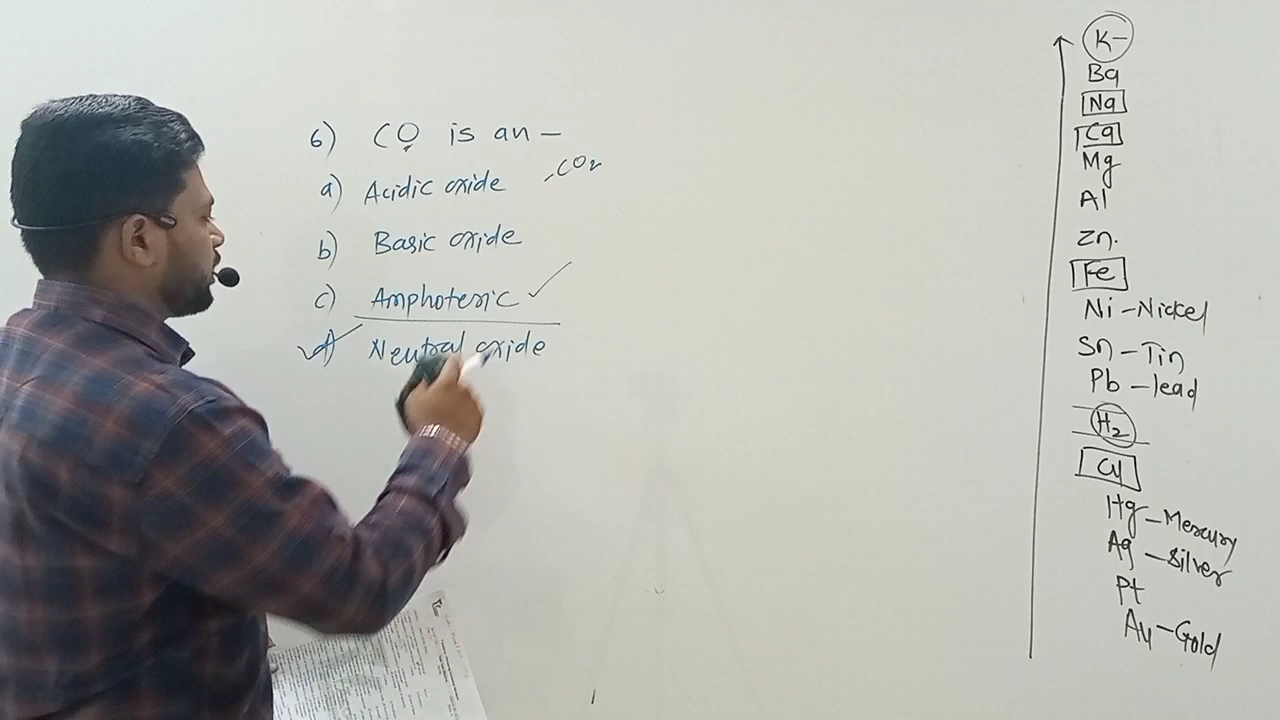 6) CO is an —
a) Acidic oxide
CO2
b) Basic oxide
c) Amphoteric
d) Neutral oxide
K
Ba
Na
Ca
Mg
Al
Zn.
Fe
Ni - Nickel
Sn - Tin
Pb - lead
H2
Cu
Hg - Mercury
Ag - Silver
Pt
Au - Gold